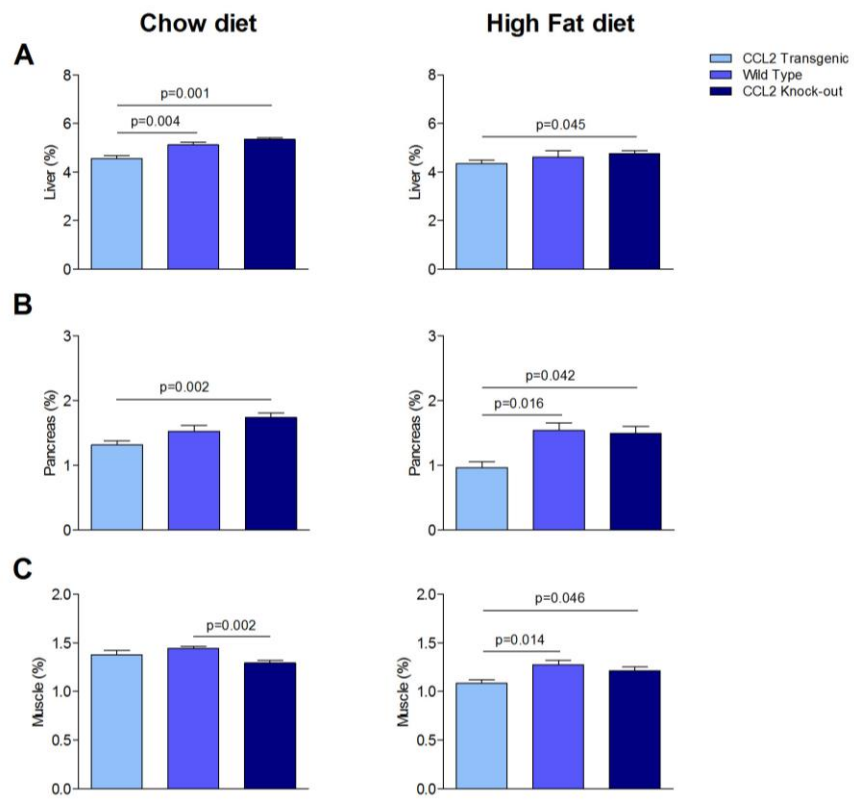 Chow diet
High Fat diet
CCL2 Transgenic
Wild Type
CCL2 Knock-out
A
8
6
4
2
0
Liver (%)
p=0.001
p=0.004
8
6
4
2
0
Liver (%)
p=0.045
B
3
2
1
0
Pancreas (%)
p=0.002
3
2
1
0
Pancreas (%)
p=0.042
p=0.016
C
2.0
1.5
1.0
0.5
0.0
Muscle (%)
p=0.002
2.0
1.5
1.0
0.5
0.0
Muscle (%)
p=0.046
p=0.014